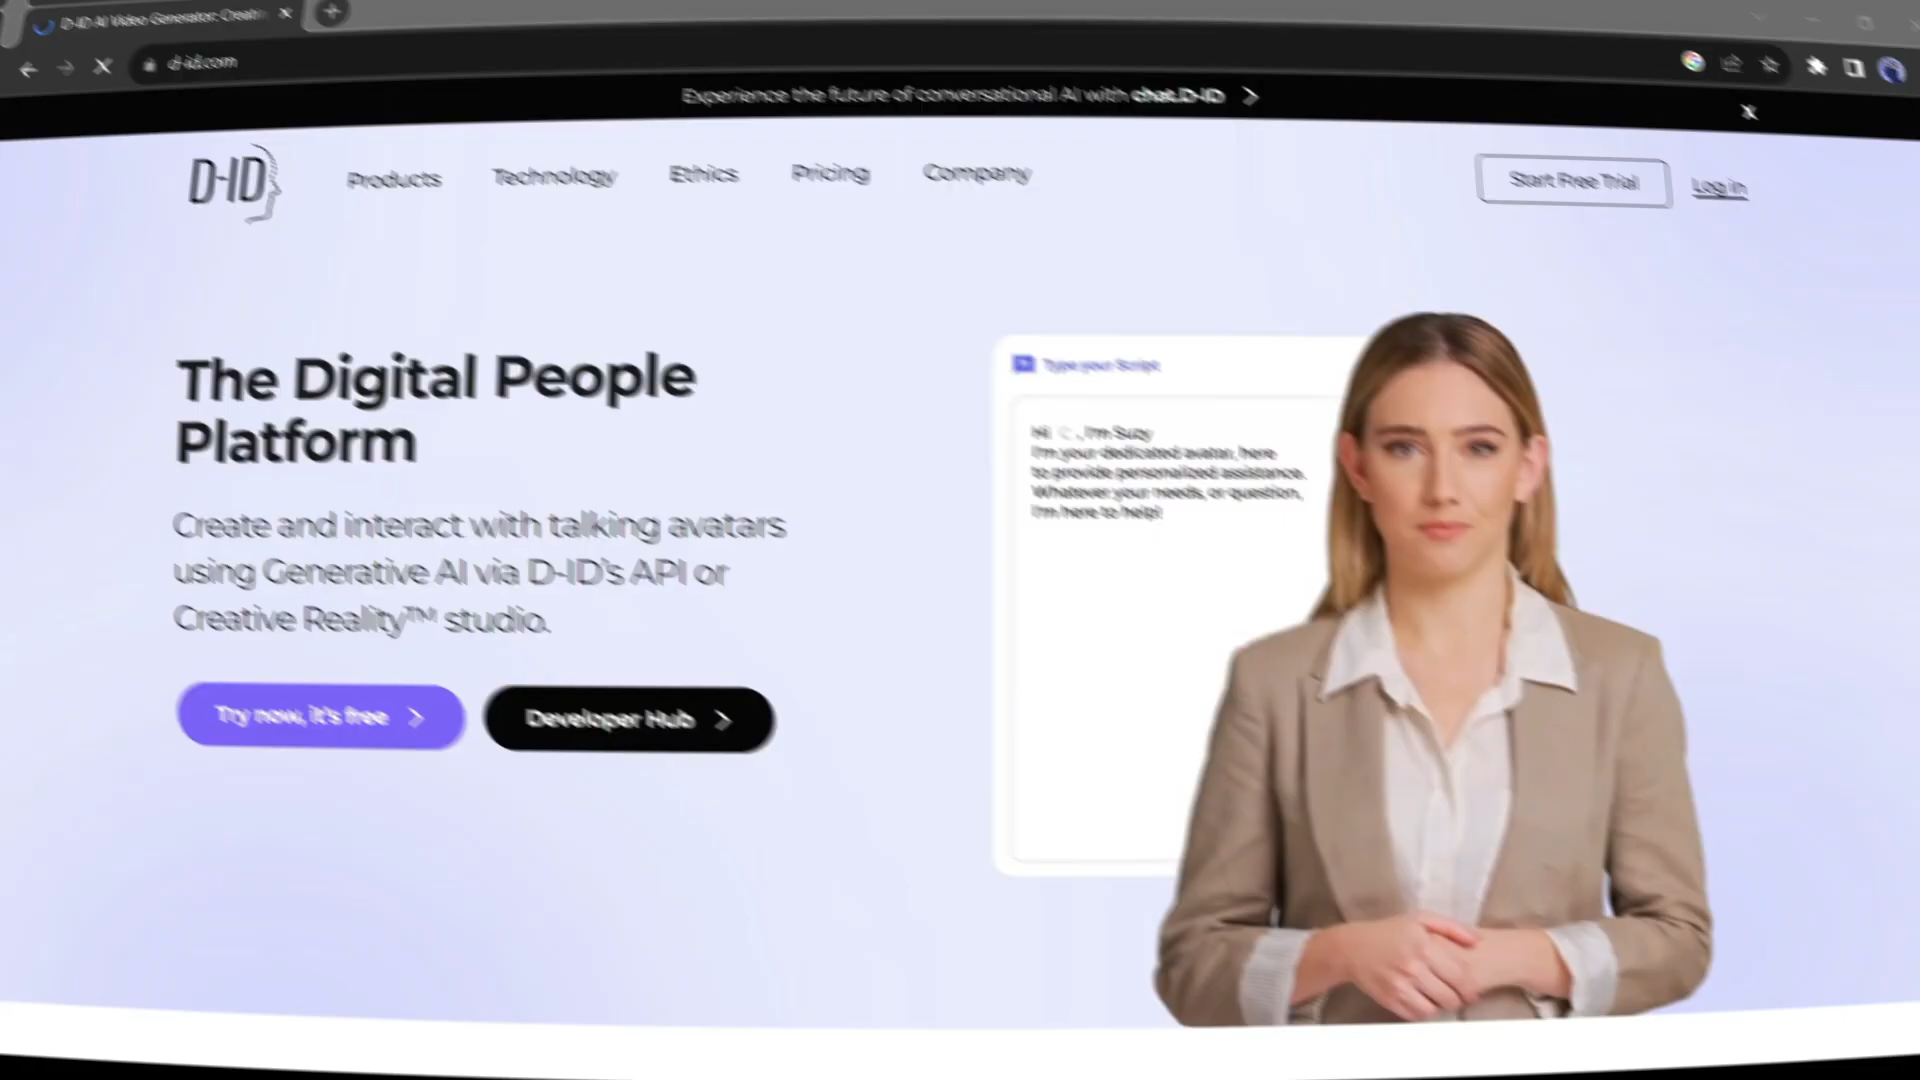 D-ID AI Video Generator: Creati
d-id.com
Experience the future of conversational AI with chat.D-ID
D-ID
Products
Technology
Ethics
Pricing
Company
Start Free Trial
Log in
The Digital People
Platform
Create and interact with talking avatars
using Generative AI via D-ID's API or
Creative Reality™ studio.
Try now, it's free
Developer Hub
Type your Script
Hi , I'm Suzy
I'm your dedicated avatar, here
to provide personalized assistance.
Whatever your needs, or question,
I'm here to help!